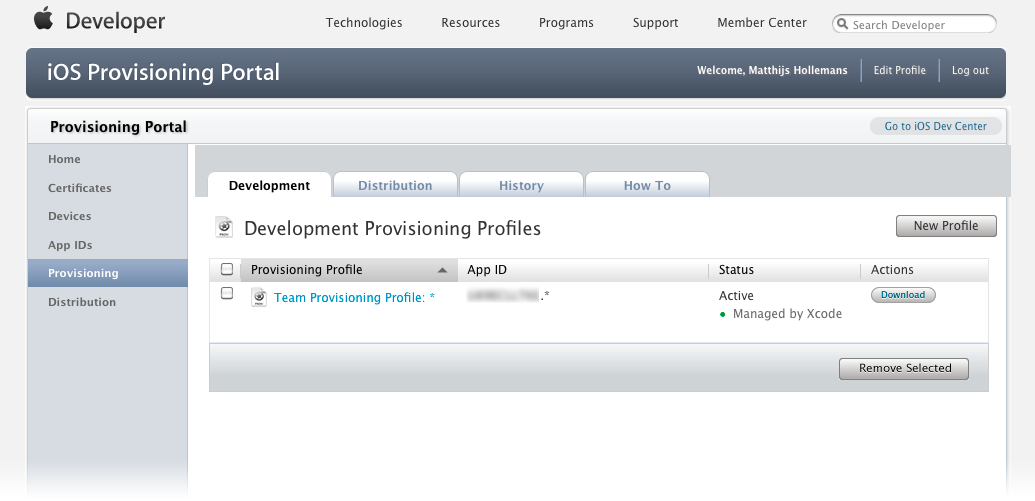 Developer Technologies Resources Programs Support Member Center Search Developer
iOS Provisioning Portal Welcome, Matthijs Hollemans Edit Profile Log out
Provisioning Portal Go to iOS Dev Center
Home
Certificates
Devices
App IDs
Provisioning
Distribution
Development Distribution History How To
Development Provisioning Profiles New Profile
Provisioning Profile App ID Status Actions
Team Provisioning Profile: * .* Active Download
Managed by Xcode
Remove Selected